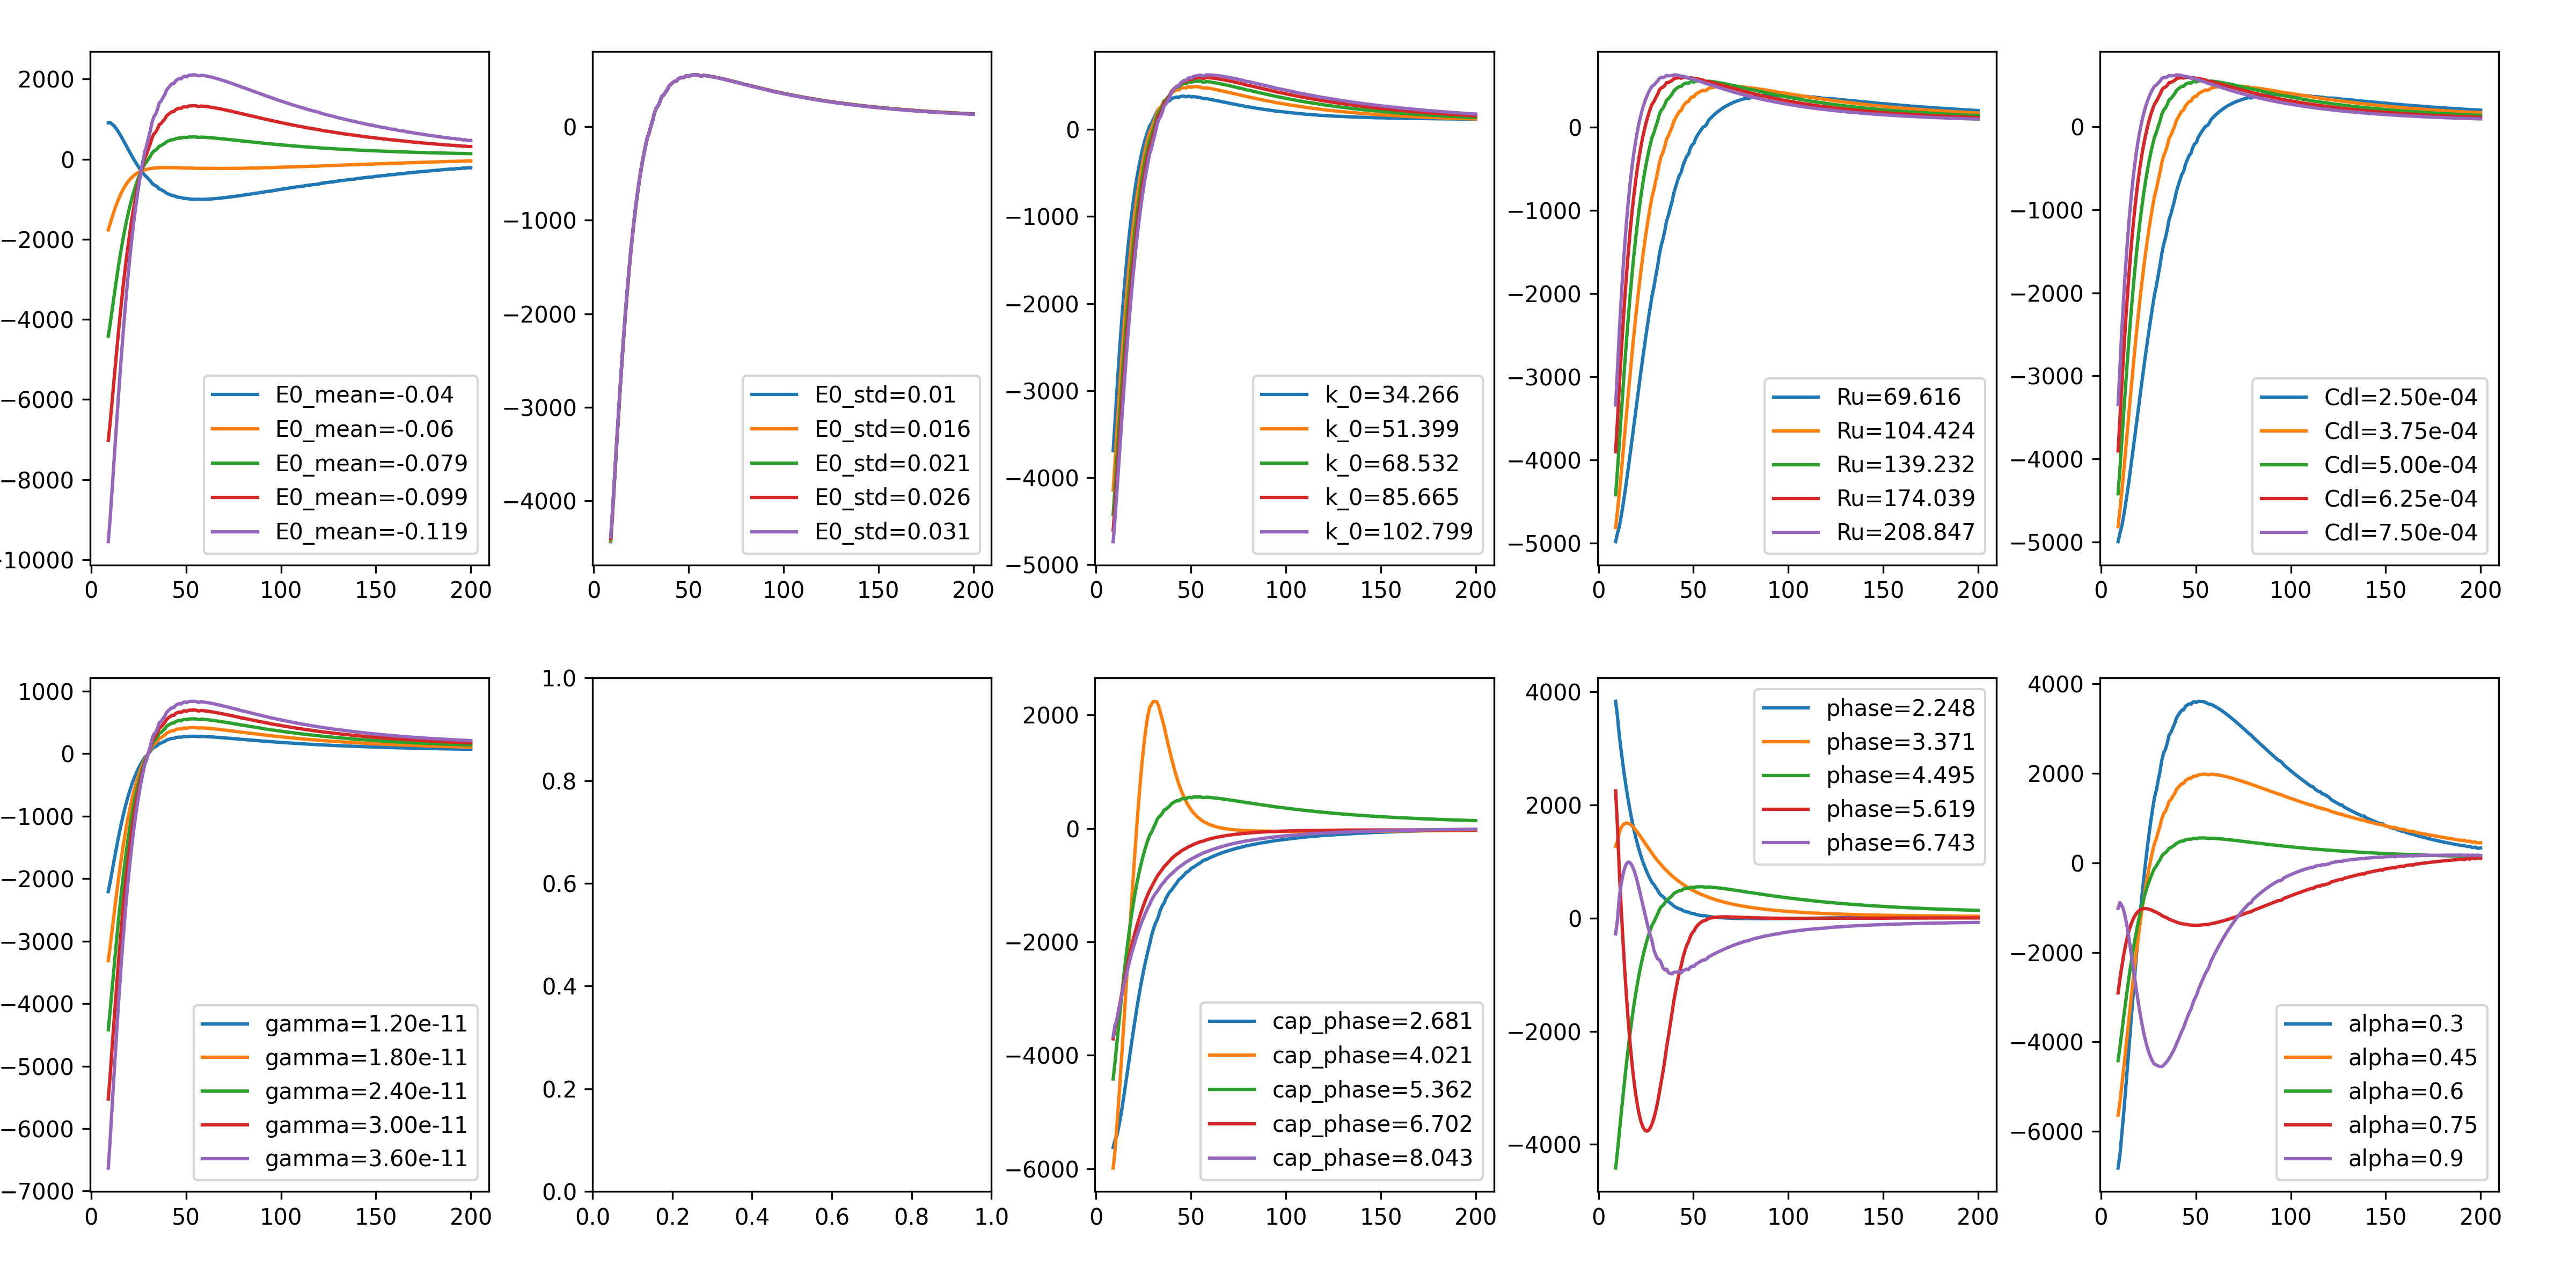 2000
0
−2000
−4000
−6000
−8000
−10000
0 50 100 150 200
E0_mean=-0.04
E0_mean=-0.06
E0_mean=-0.079
E0_mean=-0.099
E0_mean=-0.119
0
−1000
−2000
−3000
−4000
0 50 100 150 200
E0_std=0.01
E0_std=0.016
E0_std=0.021
E0_std=0.026
E0_std=0.031
0
−1000
−2000
−3000
−4000
−5000
0 50 100 150 200
k_0=34.266
k_0=51.399
k_0=68.532
k_0=85.665
k_0=102.799
0
−1000
−2000
−3000
−4000
−5000
0 50 100 150 200
Ru=69.616
Ru=104.424
Ru=139.232
Ru=174.039
Ru=208.847
0
−1000
−2000
−3000
−4000
−5000
0 50 100 150 200
Cdl=2.50e-04
Cdl=3.75e-04
Cdl=5.00e-04
Cdl=6.25e-04
Cdl=7.50e-04
1000
0
−1000
−2000
−3000
−4000
−5000
−6000
−7000
0 50 100 150 200
gamma=1.20e-11
gamma=1.80e-11
gamma=2.40e-11
gamma=3.00e-11
gamma=3.60e-11
1.0
0.8
0.6
0.4
0.2
0.0
0.0 0.2 0.4 0.6 0.8 1.0
2000
0
−2000
−4000
−6000
0 50 100 150 200
cap_phase=2.681
cap_phase=4.021
cap_phase=5.362
cap_phase=6.702
cap_phase=8.043
4000
2000
0
−2000
−4000
0 50 100 150 200
phase=2.248
phase=3.371
phase=4.495
phase=5.619
phase=6.743
4000
2000
0
−2000
−4000
−6000
0 50 100 150 200
alpha=0.3
alpha=0.45
alpha=0.6
alpha=0.75
alpha=0.9